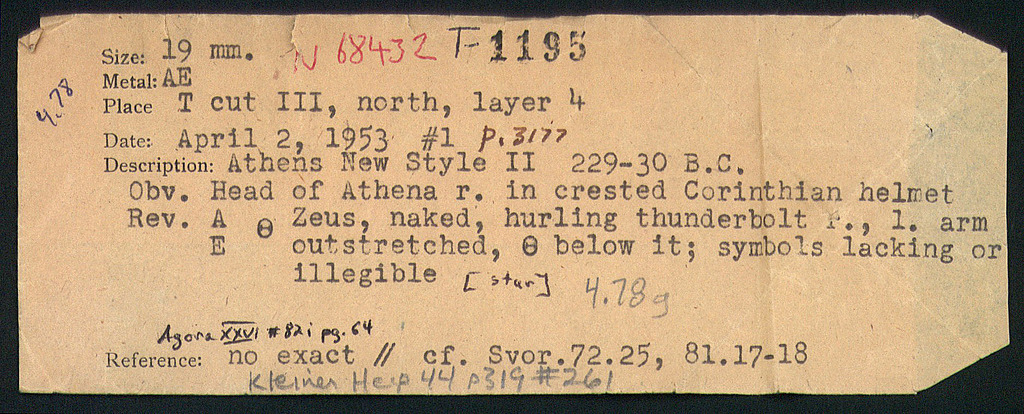 Size: 19 mm. N 68432 T-1195
Metal: AE
4.78
Place T cut III, north, layer 4
Date: April 2, 1953 #1 p.3177
Description: Athens New Style II 229-30 B.C.
Obv. Head of Athena r. in crested Corinthian helmet
Rev. A Θ Zeus, naked, hurling thunderbolt r., l. arm
E outstretched, Θ below it; symbols lacking or
illegible [star] 4.78g
Agora XXVI #82i pg.64
Reference: no exact // cf. Svor.72.25, 81.17-18
Kleiner Hesp 44 p319 #261